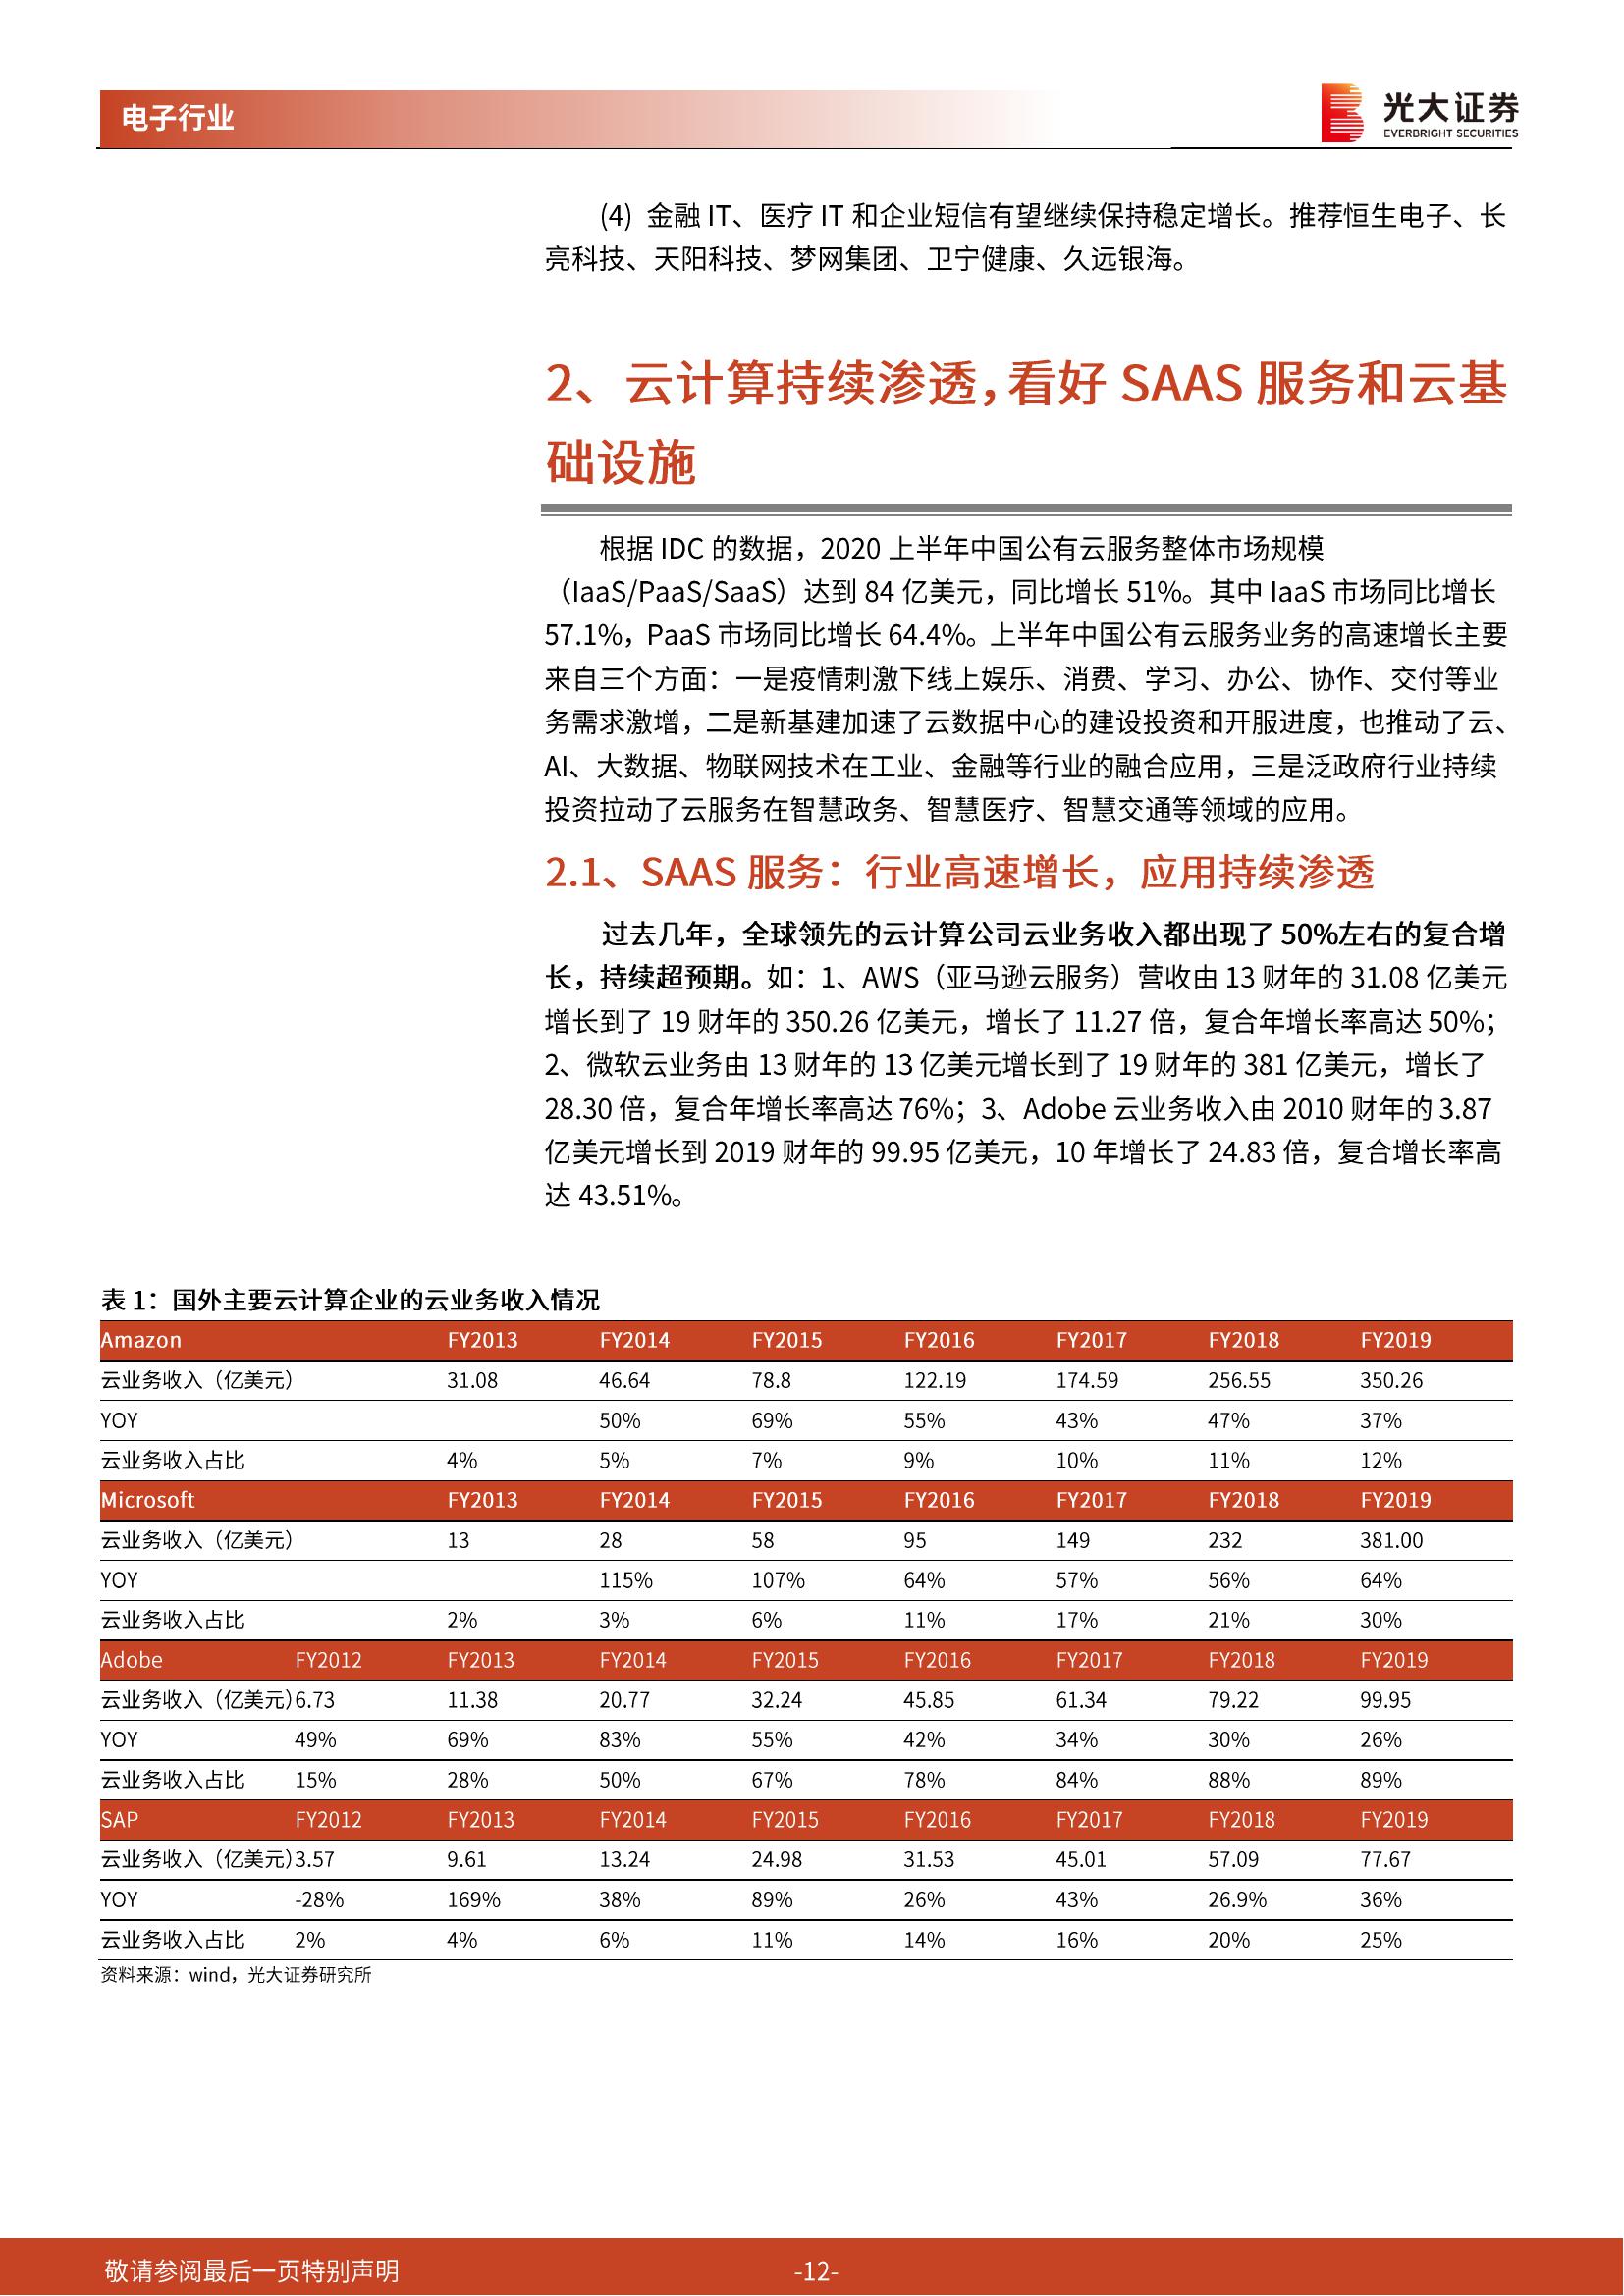 电子行业
光大证券
EVERBRIGHT SECURITIES
(4) 金融 IT、医疗 IT 和企业短信有望继续保持稳定增长。推荐恒生电子、长
亮科技、天阳科技、梦网集团、卫宁健康、久远银海。
2、云计算持续渗透，看好 SAAS 服务和云基
础设施
根据 IDC 的数据，2020 上半年中国公有云服务整体市场规模
（IaaS/PaaS/SaaS）达到 84 亿美元，同比增长 51%。其中 IaaS 市场同比增长
57.1%，PaaS 市场同比增长 64.4%。上半年中国公有云服务业务的高速增长主要
来自三个方面：一是疫情刺激下线上娱乐、消费、学习、办公、协作、交付等业
务需求激增，二是新基建加速了云数据中心的建设投资和开服进度，也推动了云、
AI、大数据、物联网技术在工业、金融等行业的融合应用，三是泛政府行业持续
投资拉动了云服务在智慧政务、智慧医疗、智慧交通等领域的应用。
2.1、SAAS 服务：行业高速增长，应用持续渗透
过去几年，全球领先的云计算公司云业务收入都出现了 50%左右的复合增
长，持续超预期。如：1、AWS（亚马逊云服务）营收由 13 财年的 31.08 亿美元
增长到了 19 财年的 350.26 亿美元，增长了 11.27 倍，复合年增长率高达 50%；
2、微软云业务由 13 财年的 13 亿美元增长到了 19 财年的 381 亿美元，增长了
28.30 倍，复合年增长率高达 76%；3、Adobe 云业务收入由 2010 财年的 3.87
亿美元增长到 2019 财年的 99.95 亿美元，10 年增长了 24.83 倍，复合增长率高
达 43.51%。
表 1：国外主要云计算企业的云业务收入情况
Amazon FY2013 FY2014 FY2015 FY2016 FY2017 FY2018 FY2019
云业务收入（亿美元） 31.08 46.64 78.8 122.19 174.59 256.55 350.26
YOY 50% 69% 55% 43% 47% 37%
云业务收入占比 4% 5% 7% 9% 10% 11% 12%
Microsoft FY2013 FY2014 FY2015 FY2016 FY2017 FY2018 FY2019
云业务收入（亿美元） 13 28 58 95 149 232 381.00
YOY 115% 107% 64% 57% 56% 64%
云业务收入占比 2% 3% 6% 11% 17% 21% 30%
Adobe FY2012 FY2013 FY2014 FY2015 FY2016 FY2017 FY2018 FY2019
云业务收入（亿美元）6.73 11.38 20.77 32.24 45.85 61.34 79.22 99.95
YOY 49% 69% 83% 55% 42% 34% 30% 26%
云业务收入占比 15% 28% 50% 67% 78% 84% 88% 89%
SAP FY2012 FY2013 FY2014 FY2015 FY2016 FY2017 FY2018 FY2019
云业务收入（亿美元）3.57 9.61 13.24 24.98 31.53 45.01 57.09 77.67
YOY -28% 169% 38% 89% 26% 43% 26.9% 36%
云业务收入占比 2% 4% 6% 11% 14% 16% 20% 25%
资料来源：wind，光大证券研究所
敬请参阅最后一页特别声明 -12-